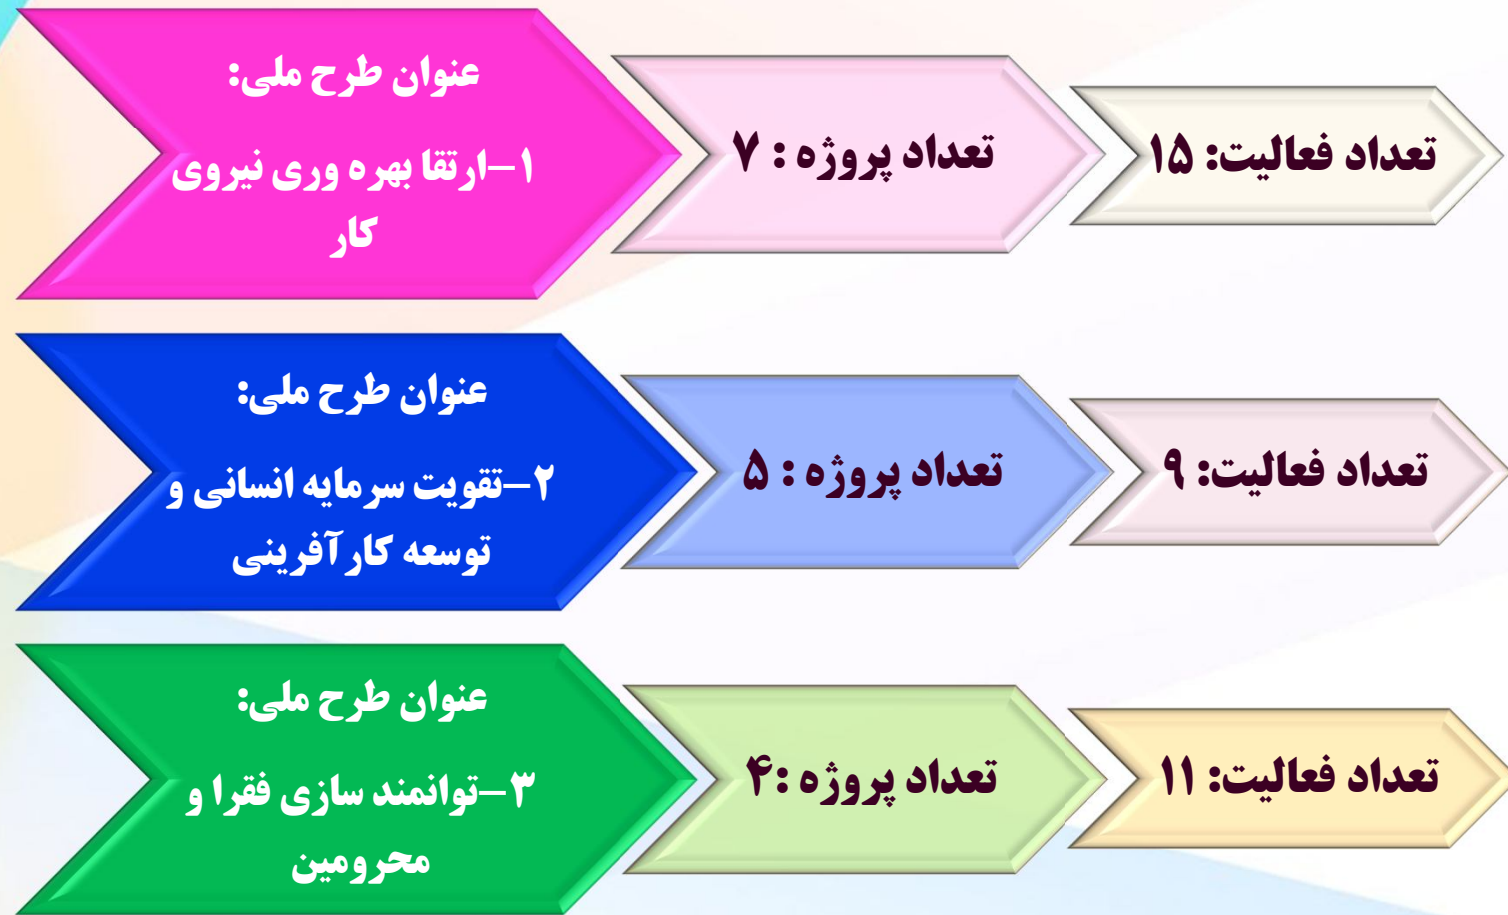 عنوان طرح ملی:
۱-ارتقا بهره وری نیروی
کار
تعداد پروژه : ۷
تعداد فعالیت: ۱۵
عنوان طرح ملی:
۲-تقویت سرمایه انسانی و
توسعه کارآفرینی
تعداد پروژه : ۵
تعداد فعالیت: ۹
عنوان طرح ملی:
۳-توانمند سازی فقرا و
محرومین
تعداد پروژه :۴
تعداد فعالیت: ۱۱